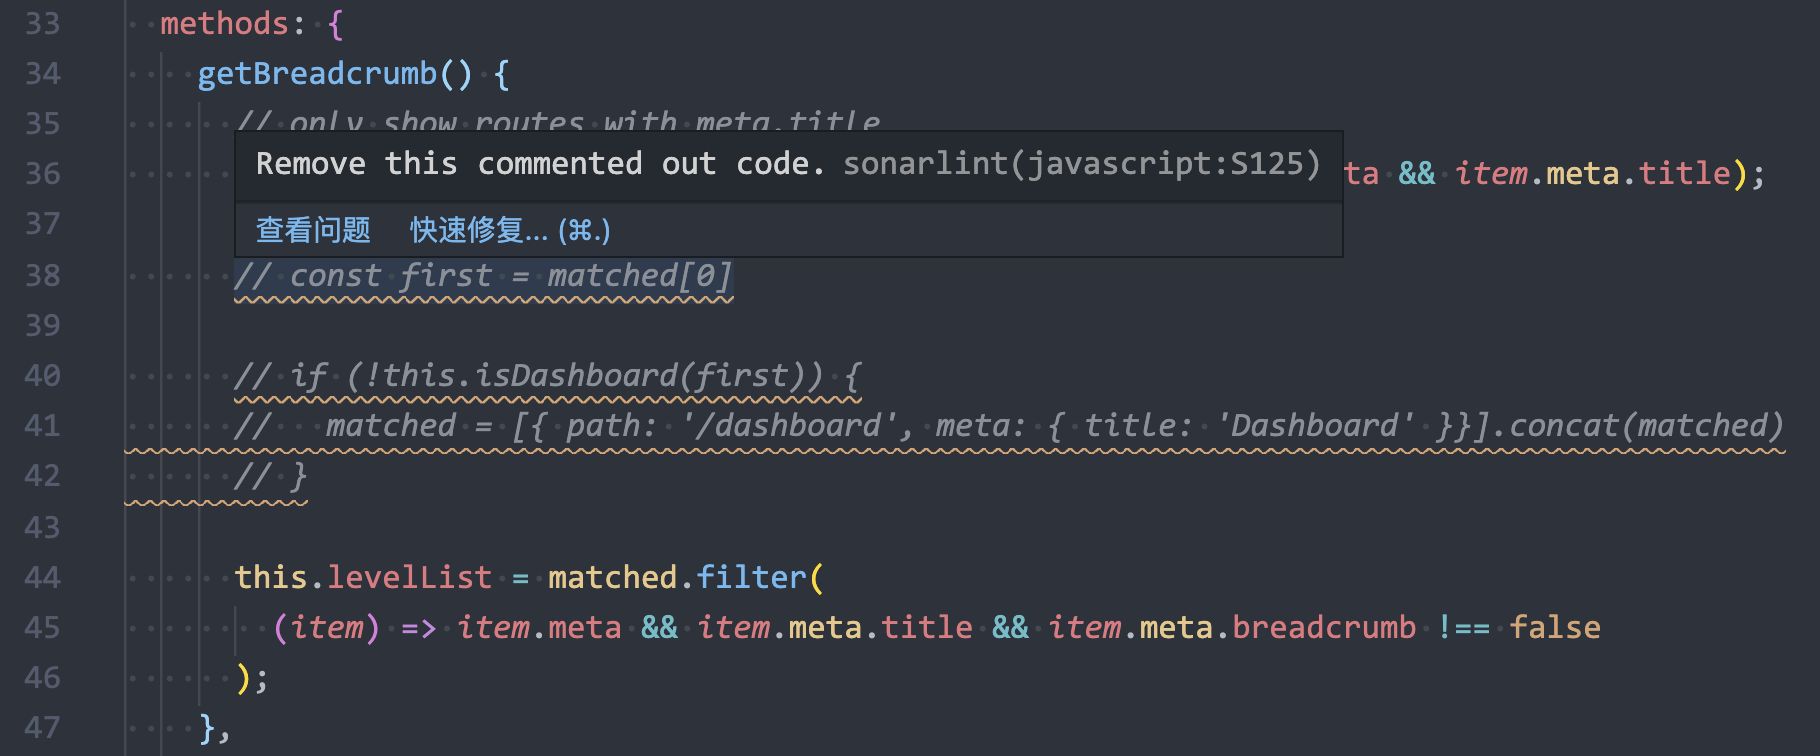 33 methods: {
34 getBreadcrumb() {
35 // only show routes with meta.title
Remove this commented out code. sonarlint(javascript:S125)
36 ta && item.meta.title);
37 查看问题 快速修复... (⌘.)
38 // const first = matched[0]
39
40 // if (!this.isDashboard(first)) {
41 //   matched = [{ path: '/dashboard', meta: { title: 'Dashboard' }}].concat(matched)
42 // }
43
44 this.levelList = matched.filter(
45 (item) => item.meta && item.meta.title && item.meta.breadcrumb !== false
46 );
47 },